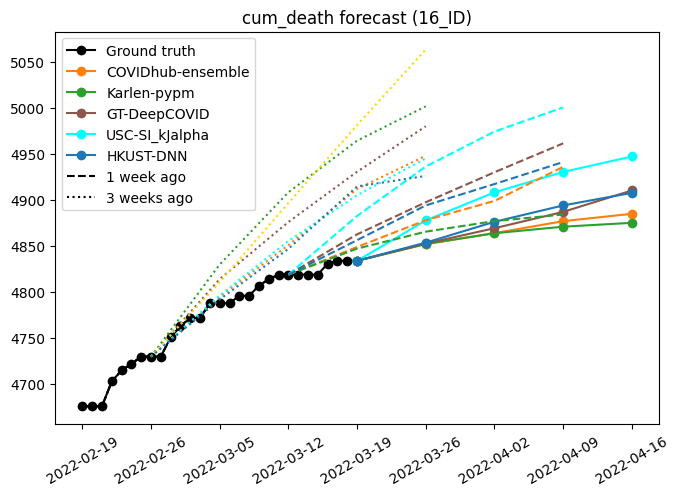 cum_death forecast (16_ID)
5050
5000
4950
4900
4850
4800
4750
4700
Ground truth
COVIDhub-ensemble
Karlen-pypm
GT-DeepCOVID
USC-SI_kJalpha
HKUST-DNN
1 week ago
3 weeks ago
2022-02-19
2022-02-26
2022-03-05
2022-03-12
2022-03-19
2022-03-26
2022-04-02
2022-04-09
2022-04-16